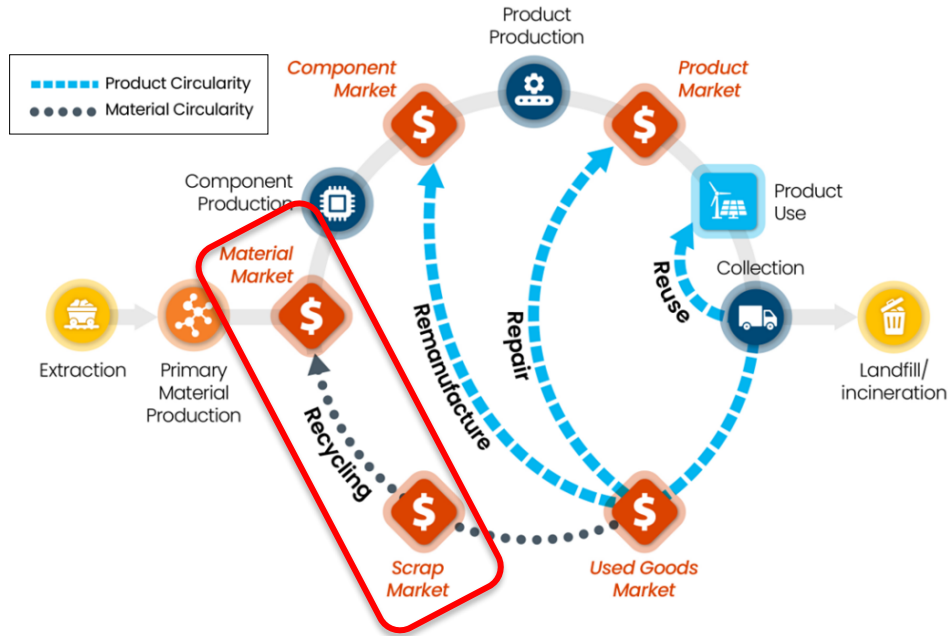 Product
Production
Component
Market
Product
Market
Product Circularity
Material Circularity
$
$
Component
Production
Product
Use
Material
Market
Collection
$
Reuse
Extraction
Primary
Material
Production
Recycling
Remanufacture
Repair
Landfill/
incineration
$
$
Scrap
Market
Used Goods
Market